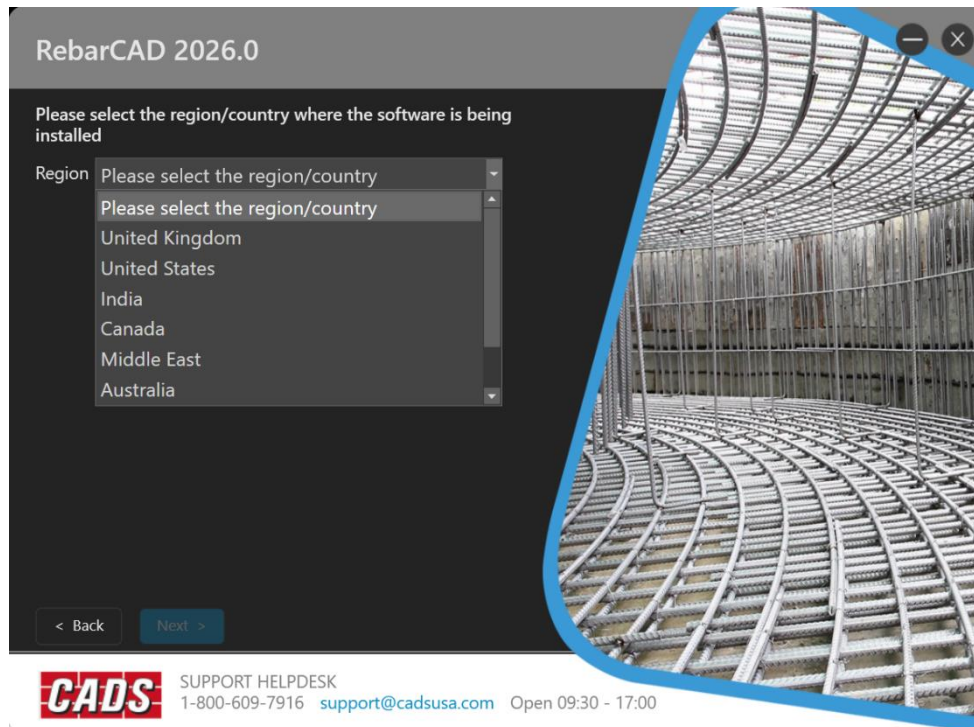 RebarCAD 2026.0
Please select the region/country where the software is being
installed
Region Please select the region/country
Please select the region/country
United Kingdom
United States
India
Canada
Middle East
Australia
< Back Next >
CADS
SUPPORT HELPDESK
1-800-609-7916 support@cadsusa.com Open 09:30 - 17:00